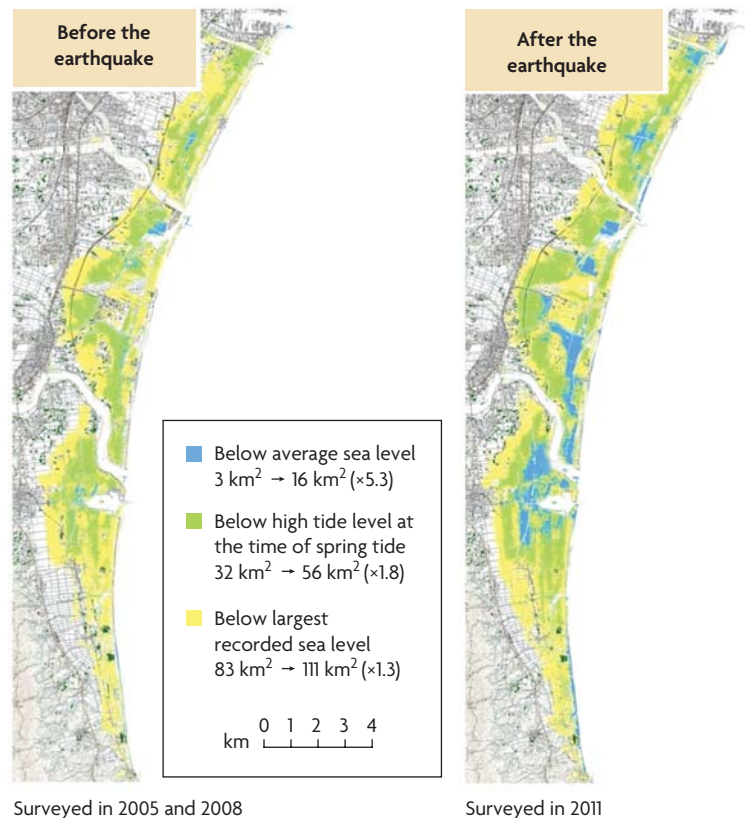 Before the
earthquake
After the
earthquake
Below average sea level
3 km² → 16 km² (×5.3)
Below high tide level at
the time of spring tide
32 km² → 56 km² (×1.8)
Below largest
recorded sea level
83 km² → 111 km² (×1.3)
0 1 2 3 4
km
Surveyed in 2005 and 2008
Surveyed in 2011